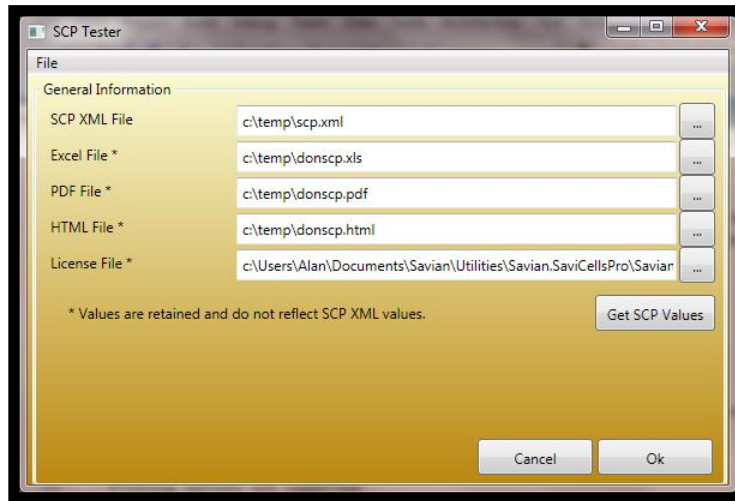 SCP Tester
File
General Information
SCP XML File c:\temp\scp.xml ...
Excel File * c:\temp\donscp.xls ...
PDF File * c:\temp\donscp.pdf ...
HTML File * c:\temp\donscp.html ...
License File * c:\Users\Alan\Documents\Savian\Utilities\Savian.SaviCellsPro\Savian ...
* Values are retained and do not reflect SCP XML values. Get SCP Values
Cancel Ok